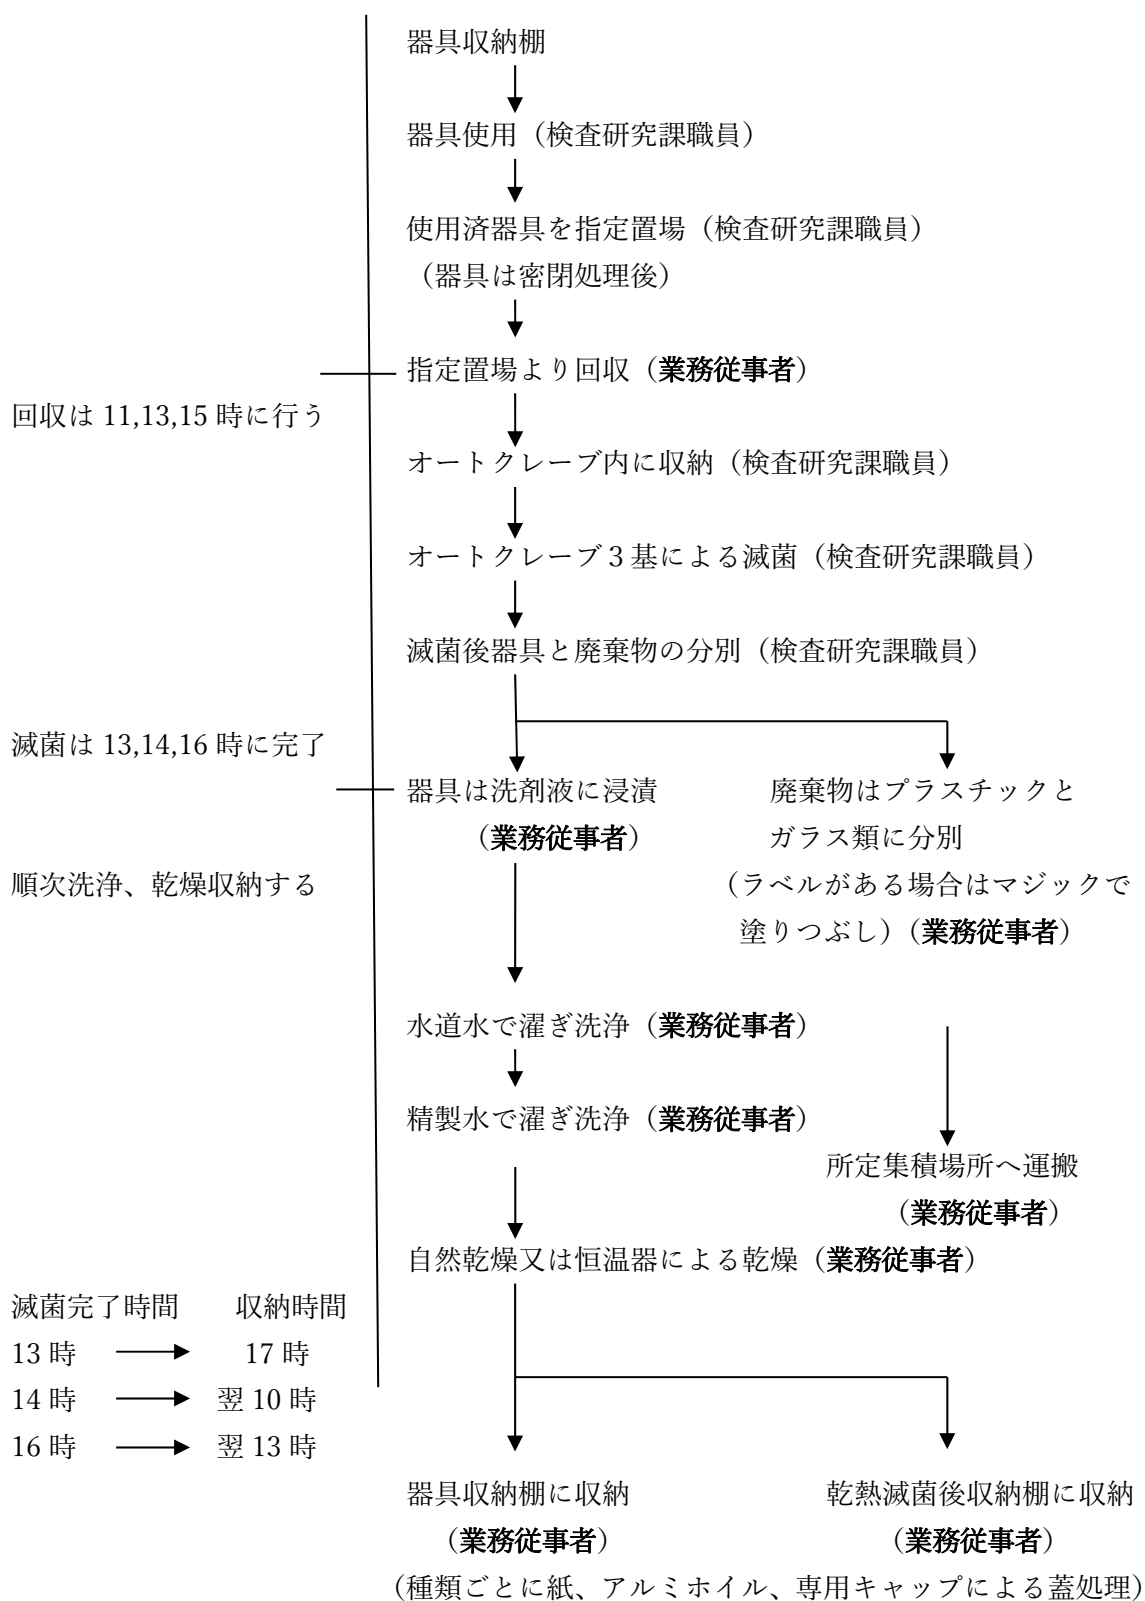 器具収納棚
器具使用（検査研究課職員）
使用済器具を指定置場（検査研究課職員）
（器具は密閉処理後）
指定置場より回収（業務従事者）
回収は 11,13,15 時に行う
オートクレーブ内に収納（検査研究課職員）
オートクレーブ３基による滅菌（検査研究課職員）
滅菌後器具と廃棄物の分別（検査研究課職員）
滅菌は 13,14,16 時に完了
器具は洗剤液に浸漬
（業務従事者）
廃棄物はプラスチックと
ガラス類に分別
（ラベルがある場合はマジックで
塗りつぶし）（業務従事者）
順次洗浄、乾燥収納する
水道水で濯ぎ洗浄（業務従事者）
精製水で濯ぎ洗浄（業務従事者）
所定集積場所へ運搬
（業務従事者）
自然乾燥又は恒温器による乾燥（業務従事者）
滅菌完了時間 収納時間
13 時 17 時
14 時 翌 10 時
16 時 翌 13 時
器具収納棚に収納
（業務従事者）
乾熱滅菌後収納棚に収納
（業務従事者）
（種類ごとに紙、アルミホイル、専用キャップによる蓋処理）